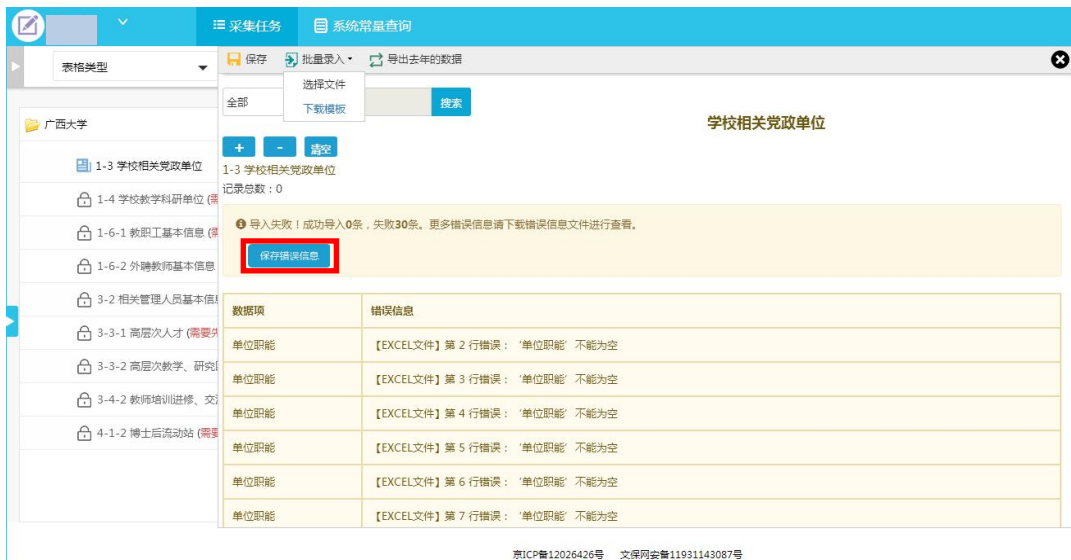 采集任务 系统常量查询
表格类型
保存 批量录入 导出去年的数据
选择文件
下载模板
全部 搜索
学校相关党政单位
广西大学
+ - 清空
1-3 学校相关党政单位
1-3 学校相关党政单位
记录总数：0
1-4 学校教学科研单位 (需
1-6-1 教职工基本信息 (需
1-6-2 外聘教师基本信息
3-2 相关管理人员基本信息
3-3-1 高层次人才 (需要先
3-3-2 高层次教学、研究
3-4-2 教师培训进修、交流
4-1-2 博士后流动站 (需要
导入失败！成功导入0条，失败30条。更多错误信息请下载错误信息文件进行查看。
保存错误信息
数据项 错误信息
单位职能 【EXCEL文件】第 2 行错误： ‘单位职能’ 不能为空
单位职能 【EXCEL文件】第 3 行错误： ‘单位职能’ 不能为空
单位职能 【EXCEL文件】第 4 行错误： ‘单位职能’ 不能为空
单位职能 【EXCEL文件】第 5 行错误： ‘单位职能’ 不能为空
单位职能 【EXCEL文件】第 6 行错误： ‘单位职能’ 不能为空
单位职能 【EXCEL文件】第 7 行错误： ‘单位职能’ 不能为空
京ICP备12026426号 文保网安备11931143087号